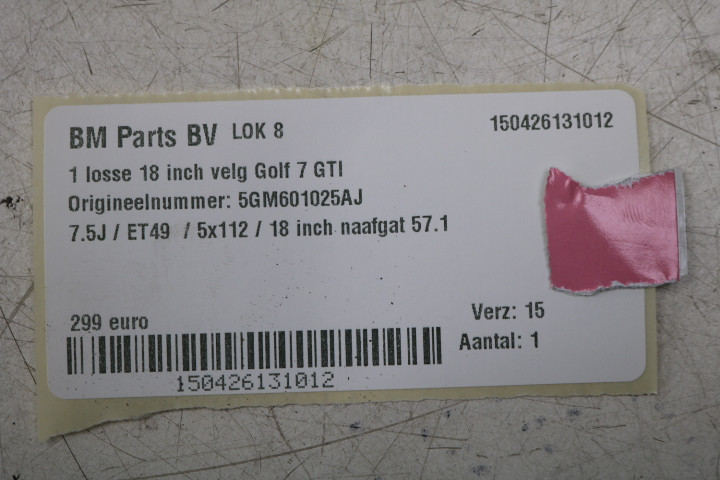 BM Parts BV LOK 8 150426131012
1 losse 18 inch velg Golf 7 GTI
Origineelnummer: 5GM601025AJ
7.5J / ET49 / 5x112 / 18 inch naafgat 57.1
299 euro Verz: 15
Aantal: 1
150426131012